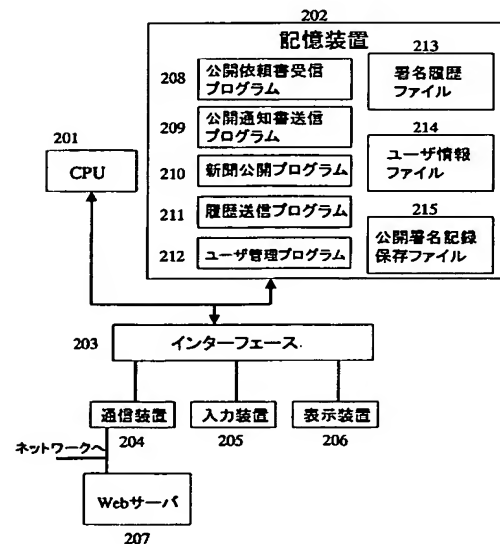 202
記憶装置
208
公開依頼書受信
プログラム
209
公開通知書送信
プログラム
210
新聞公開プログラム
211
履歴送信プログラム
212
ユーザ管理プログラム
213
署名履歴
ファイル
214
ユーザ情報
ファイル
215
公開署名記録
保存ファイル
201
CPU
203
インターフェース.
通信装置
204
入力装置
205
表示装置
206
ネットワークへ
Webサーバ
207